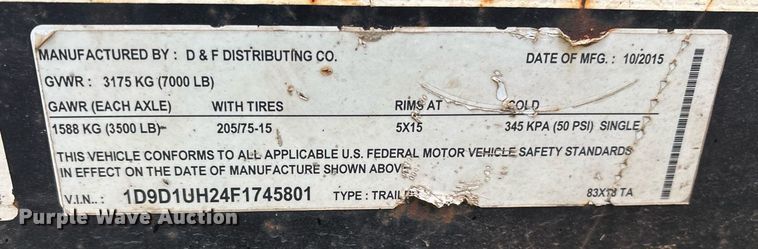 MANUFACTURED BY : D & F DISTRIBUTING CO. DATE OF MFG. : 10/2015
GVWR : 3175 KG (7000 LB)
GAWR (EACH AXLE) WITH TIRES RIMS AT COLD
1588 KG (3500 LB) 205/75-15 5X15 345 KPA (50 PSI) SINGLE
THIS VEHICLE CONFORMS TO ALL APPLICABLE U.S. FEDERAL MOTOR VEHICLE SAFETY STANDARDS
IN EFFECT ON THE DATE OF MANUFACTURE SHOWN ABOVE
V.I.N.. : 1D9D1UH24F1745801 TYPE : TRAIL 83X18 TA
Purple Wave Auction